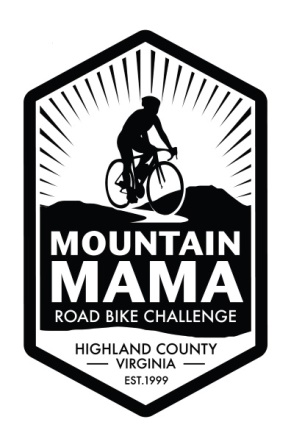 MOUNTAIN
MAMA
ROAD BIKE CHALLENGE
HIGHLAND COUNTY
— VIRGINIA —
EST.1999